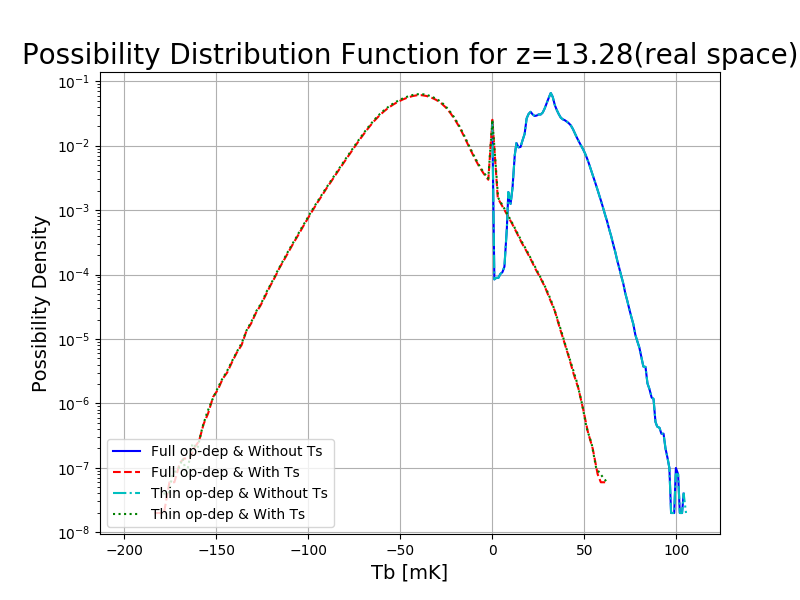 Possibility Distribution Function for z=13.28(real space)
Possibility Density
10⁻¹
10⁻²
10⁻³
10⁻⁴
10⁻⁵
10⁻⁶
10⁻⁷
10⁻⁸
Full op-dep & Without Ts
Full op-dep & With Ts
Thin op-dep & Without Ts
Thin op-dep & With Ts
−200 −150 −100 −50 0 50 100
Tb [mK]